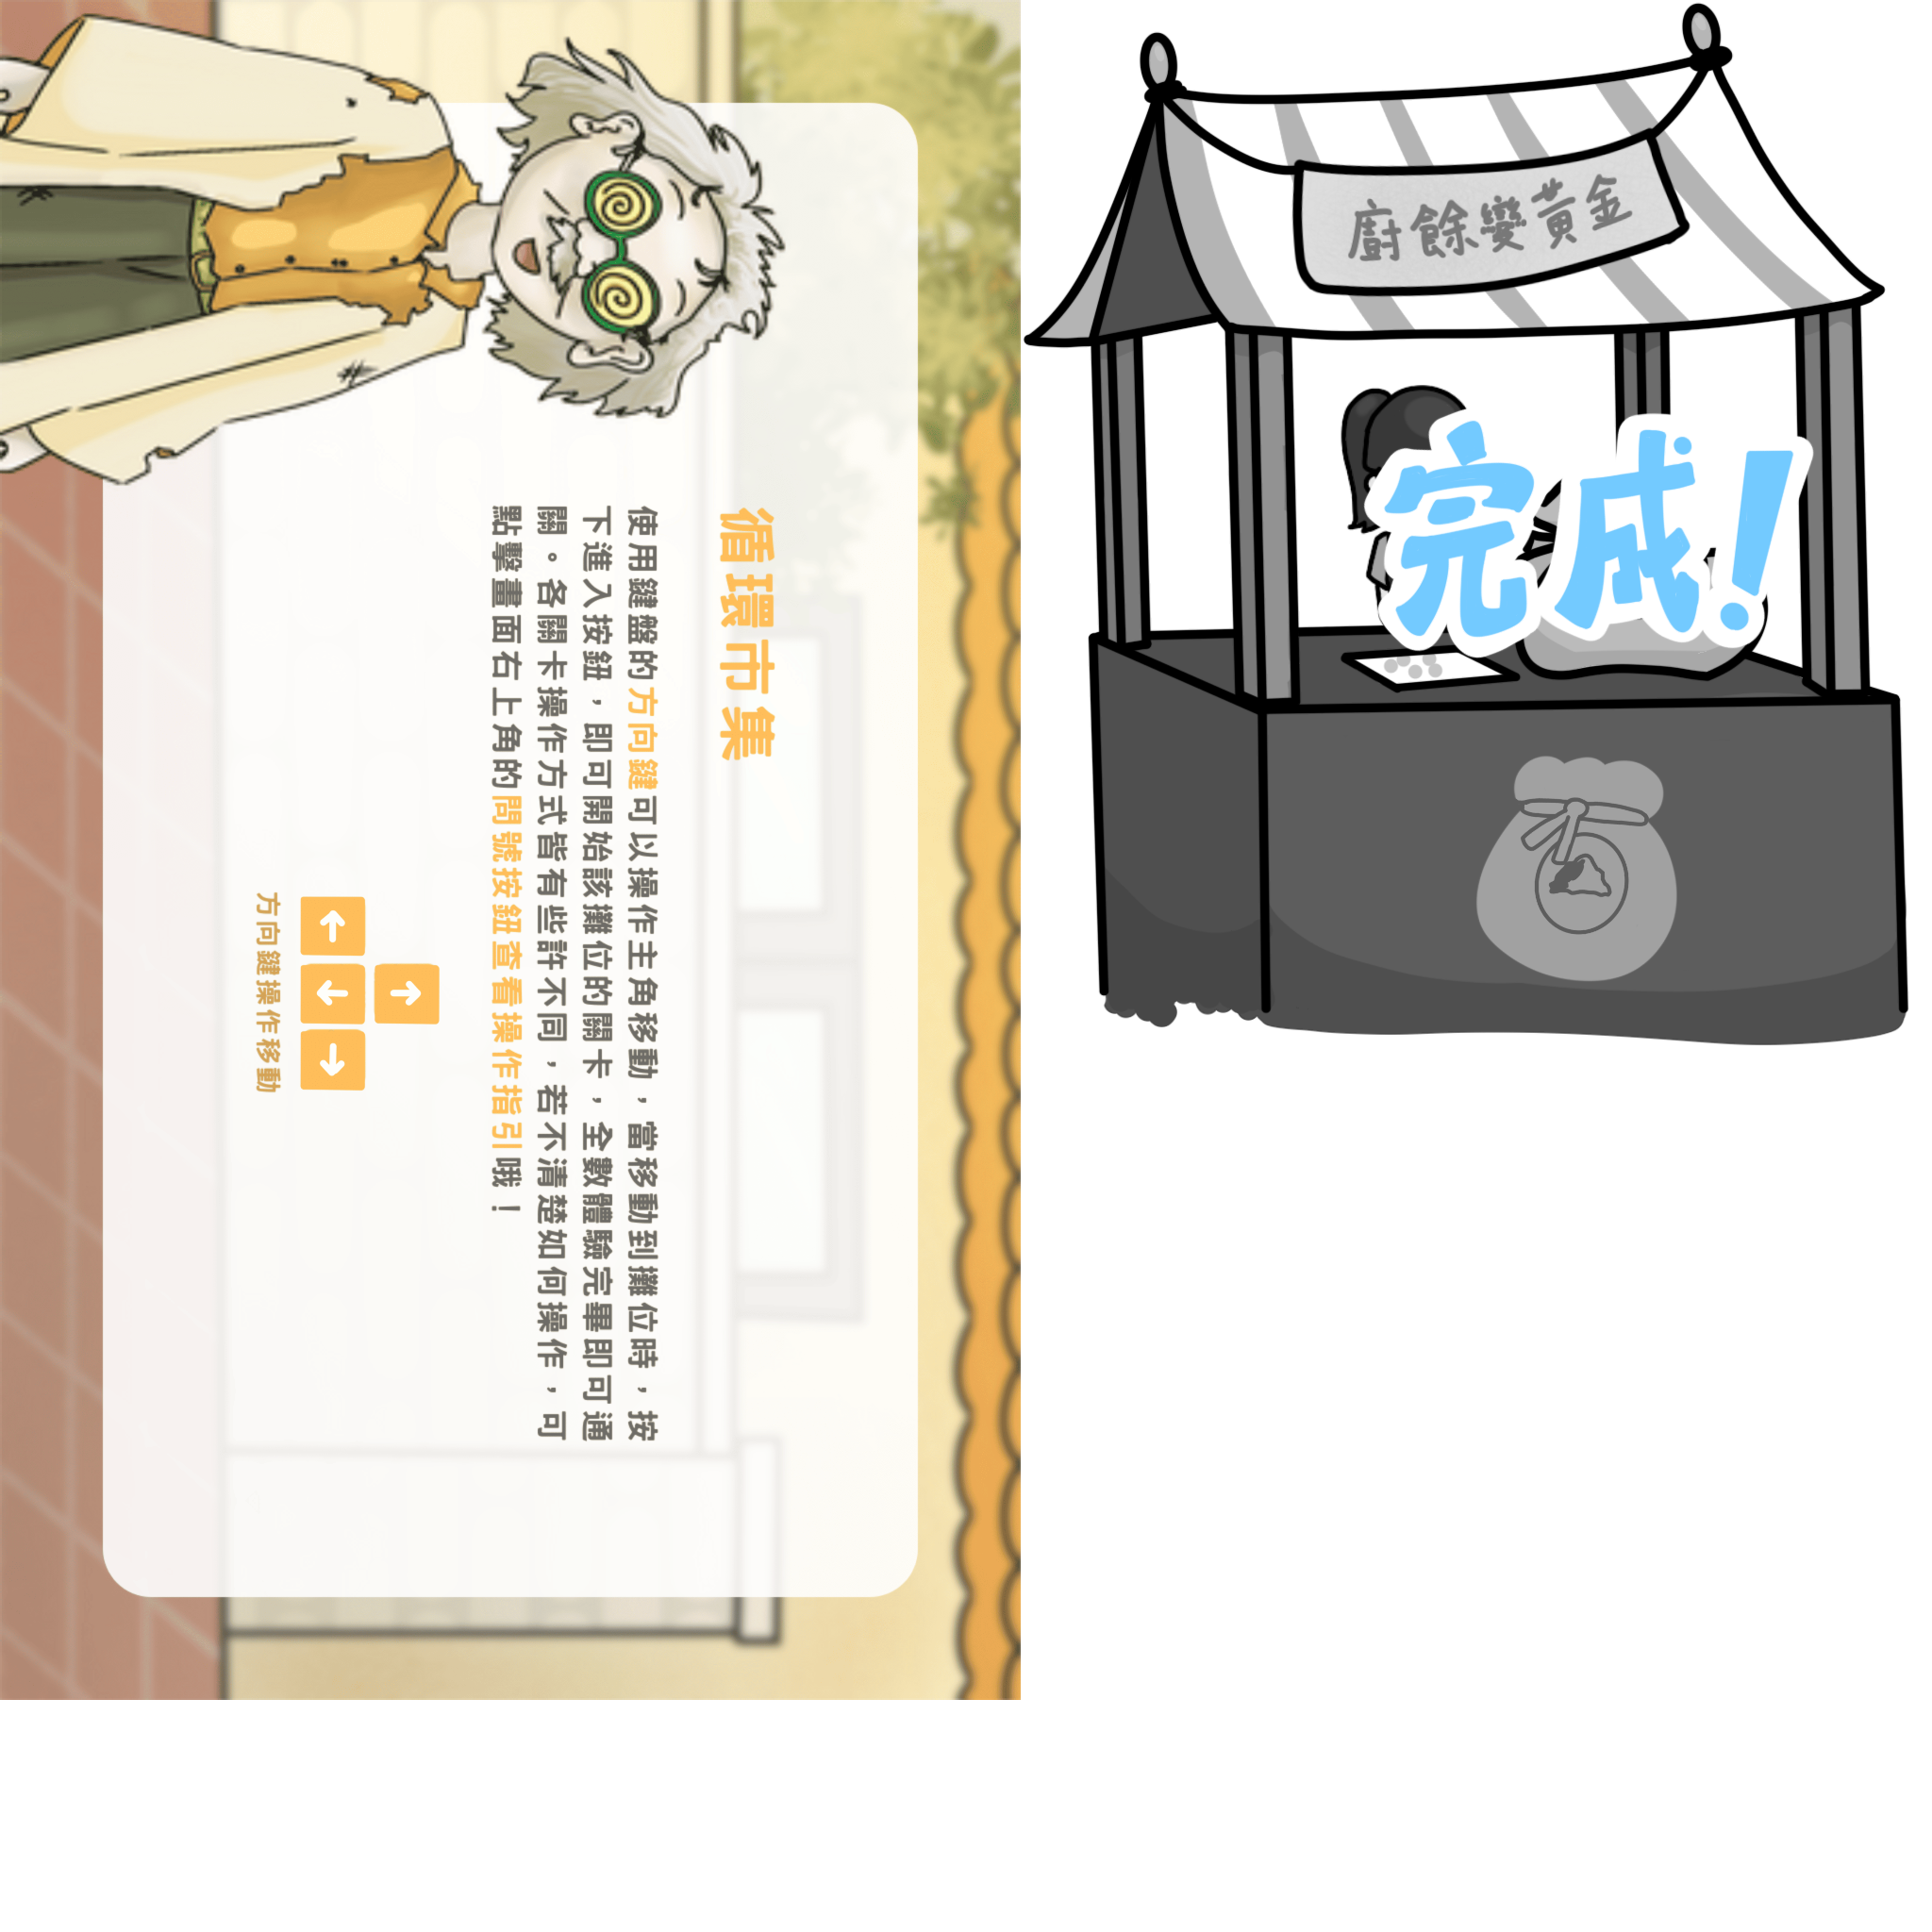 循環市集
使用鍵盤的方向鍵可以操作主角移動，當移動到攤位時，按
下進入按鈕，即可開始該攤位的關卡，全數體驗完畢即可通
關。各關卡操作方式皆有些許不同，若不清楚如何操作，可
點擊畫面右上角的問號按鈕查看操作指引哦！
方向鍵操作移動
廚餘變黃金
完成！